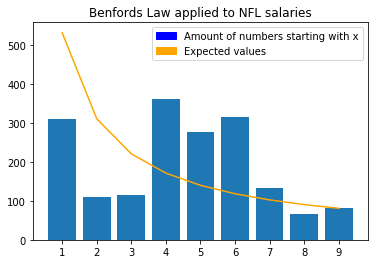 Benfords Law applied to NFL salaries
Amount of numbers starting with x
Expected values
500
400
300
200
100
0
1 2 3 4 5 6 7 8 9